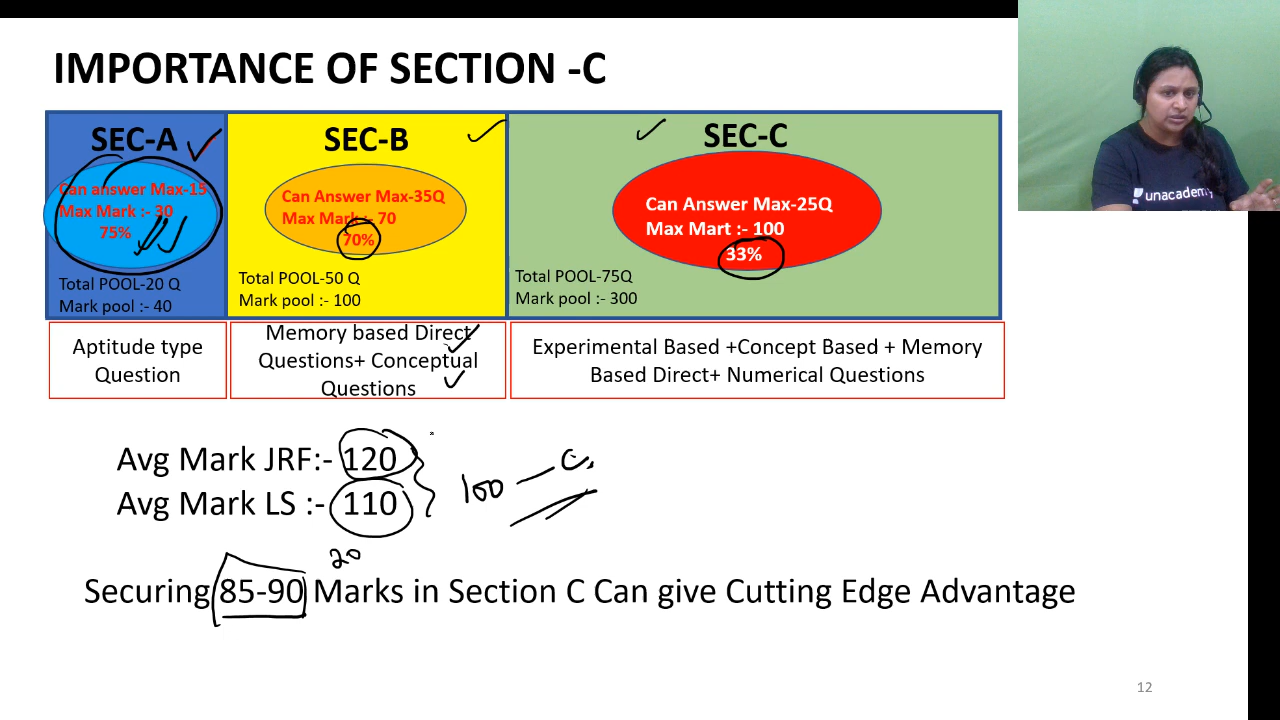 IMPORTANCE OF SECTION -C
SEC-A
Can answer Max-15
Max Mark :- 30
75%
Total POOL-20 Q
Mark pool :- 40
SEC-B
Can Answer Max-35Q
Max Mark :- 70
70%
Total POOL-50 Q
Mark pool :- 100
SEC-C
Can Answer Max-25Q
Max Mart :- 100
33%
Total POOL-75Q
Mark pool :- 300
Aptitude type
Question
Memory based Direct
Questions+ Conceptual
Questions
Experimental Based +Concept Based + Memory
Based Direct+ Numerical Questions
Avg Mark JRF:- 120
Avg Mark LS :- 110
100 — C,
20
Securing 85-90 Marks in Section C Can give Cutting Edge Advantage
unacademy
12